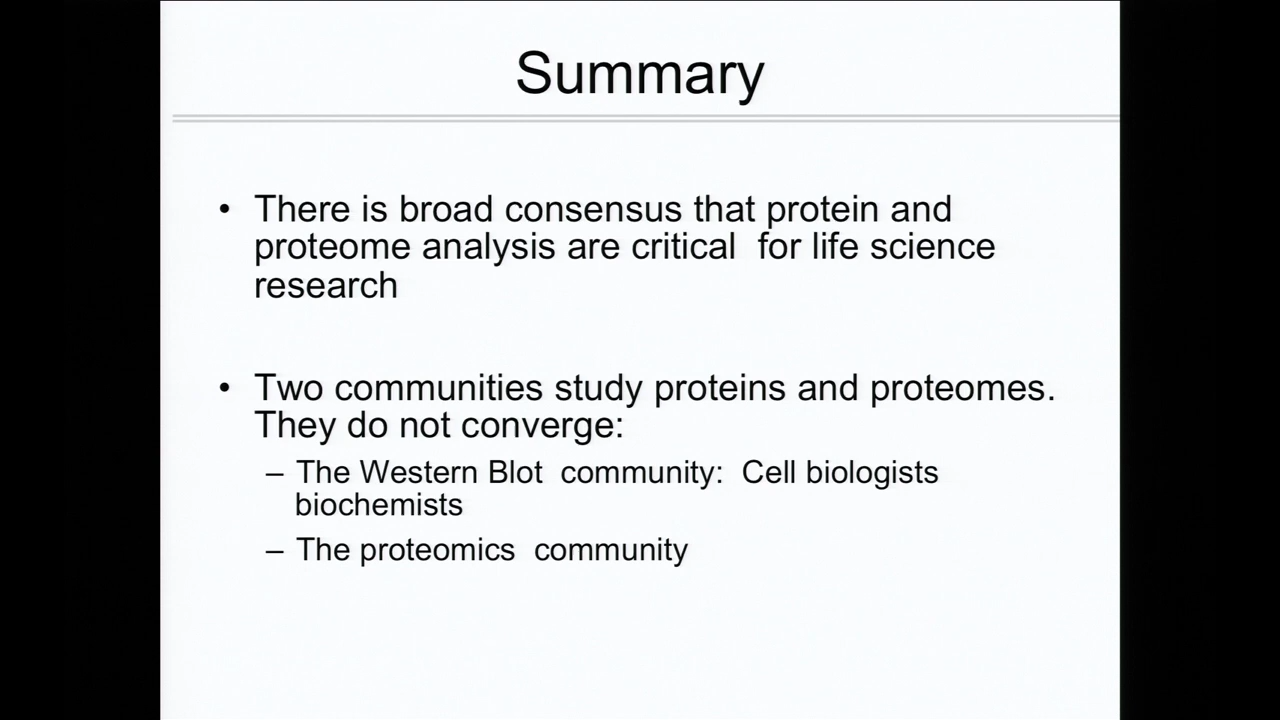 Summary
• There is broad consensus that protein and
proteome analysis are critical  for life science
research
• Two communities study proteins and proteomes.
They do not converge:
– The Western Blot  community:  Cell biologists
biochemists
– The proteomics  community